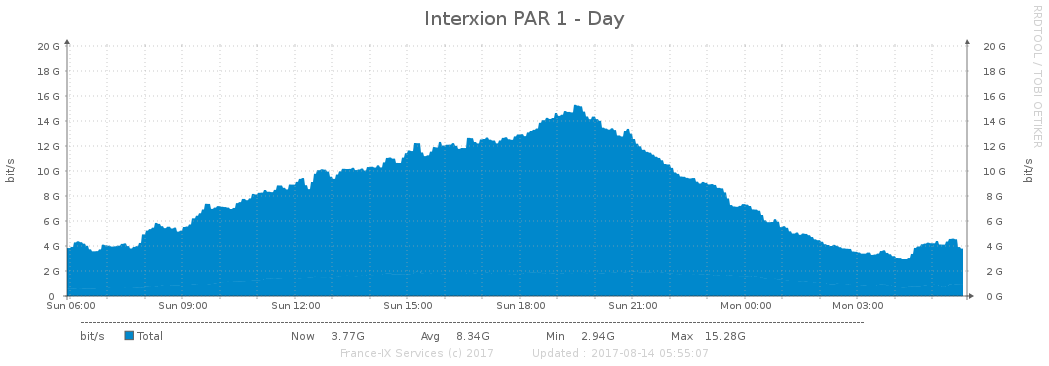 Interxion PAR 1 - Day
RRDTOOL / TOBI OETIKER
20 G 20 G
18 G 18 G
16 G 16 G
14 G 14 G
12 G 12 G
10 G 10 G
8 G 8 G
6 G 6 G
4 G 4 G
2 G 2 G
0 0 G
bit/s
bit/s
Sun 06:00 Sun 09:00 Sun 12:00 Sun 15:00 Sun 18:00 Sun 21:00 Mon 00:00 Mon 03:00
bit/s Total Now 3.77G Avg 8.34G Min 2.94G Max 15.28G
France-IX Services (c) 2017 Updated : 2017-08-14 05:55:07